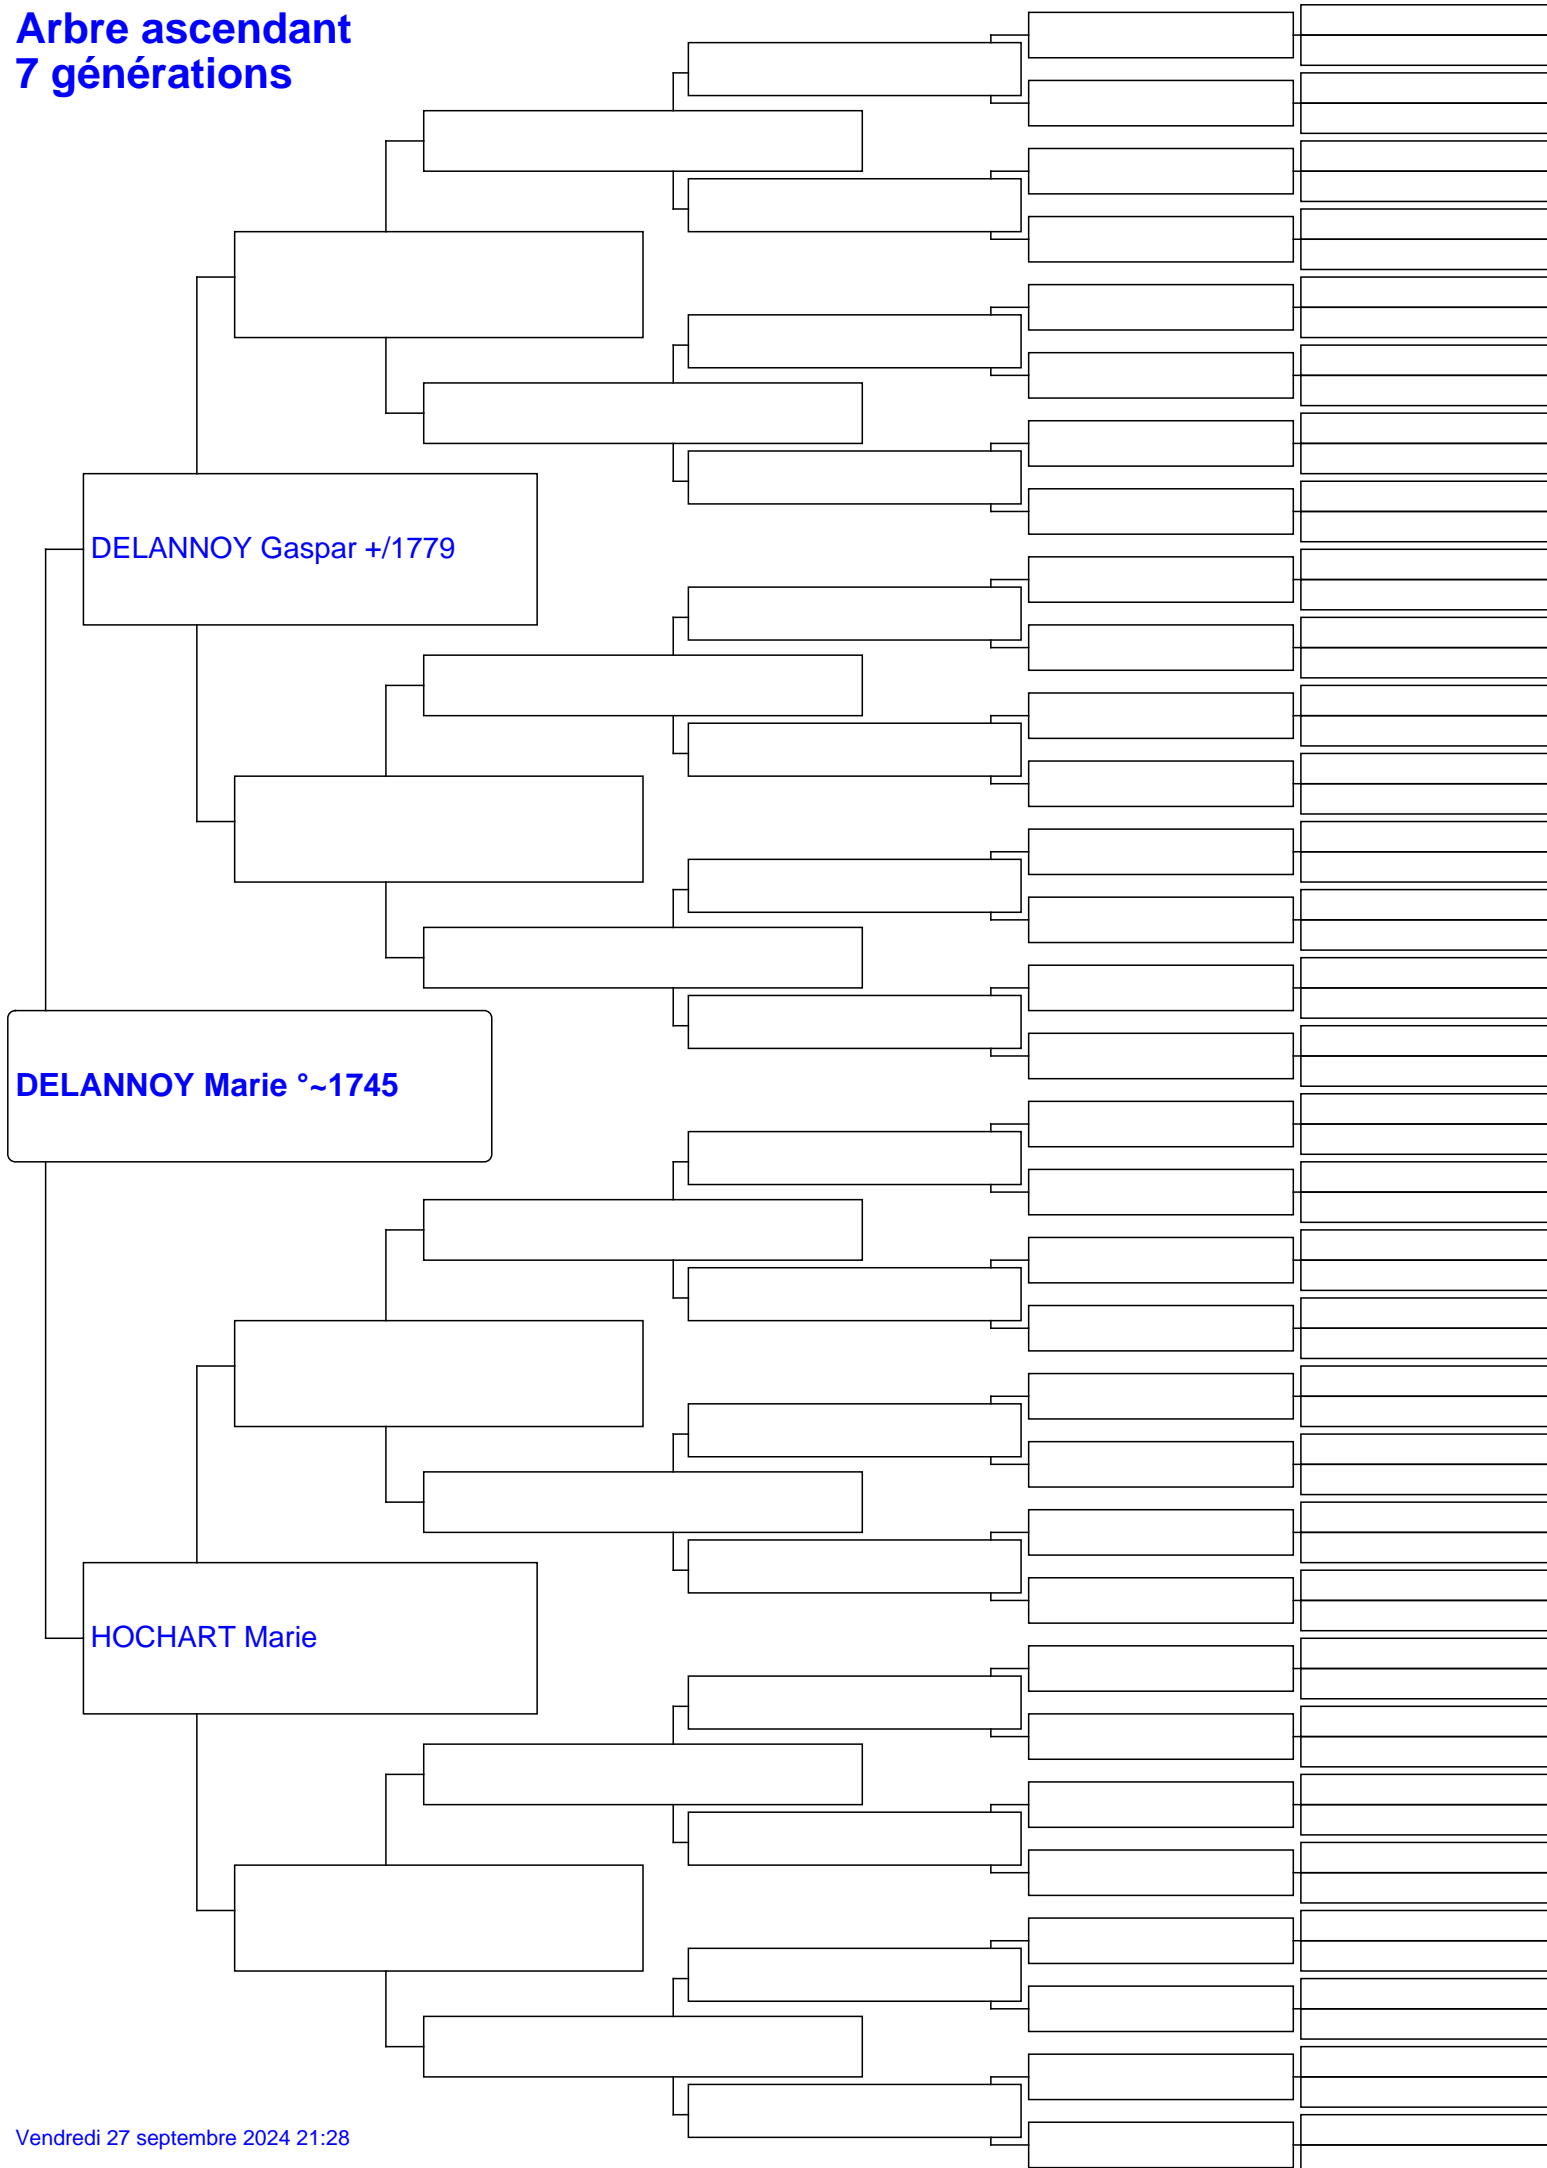 Arbre ascendant
7 générations
DELANNOY Gaspar +/1779
DELANNOY Marie °~1745
HOCHART Marie
Vendredi 27 septembre 2024 21:28